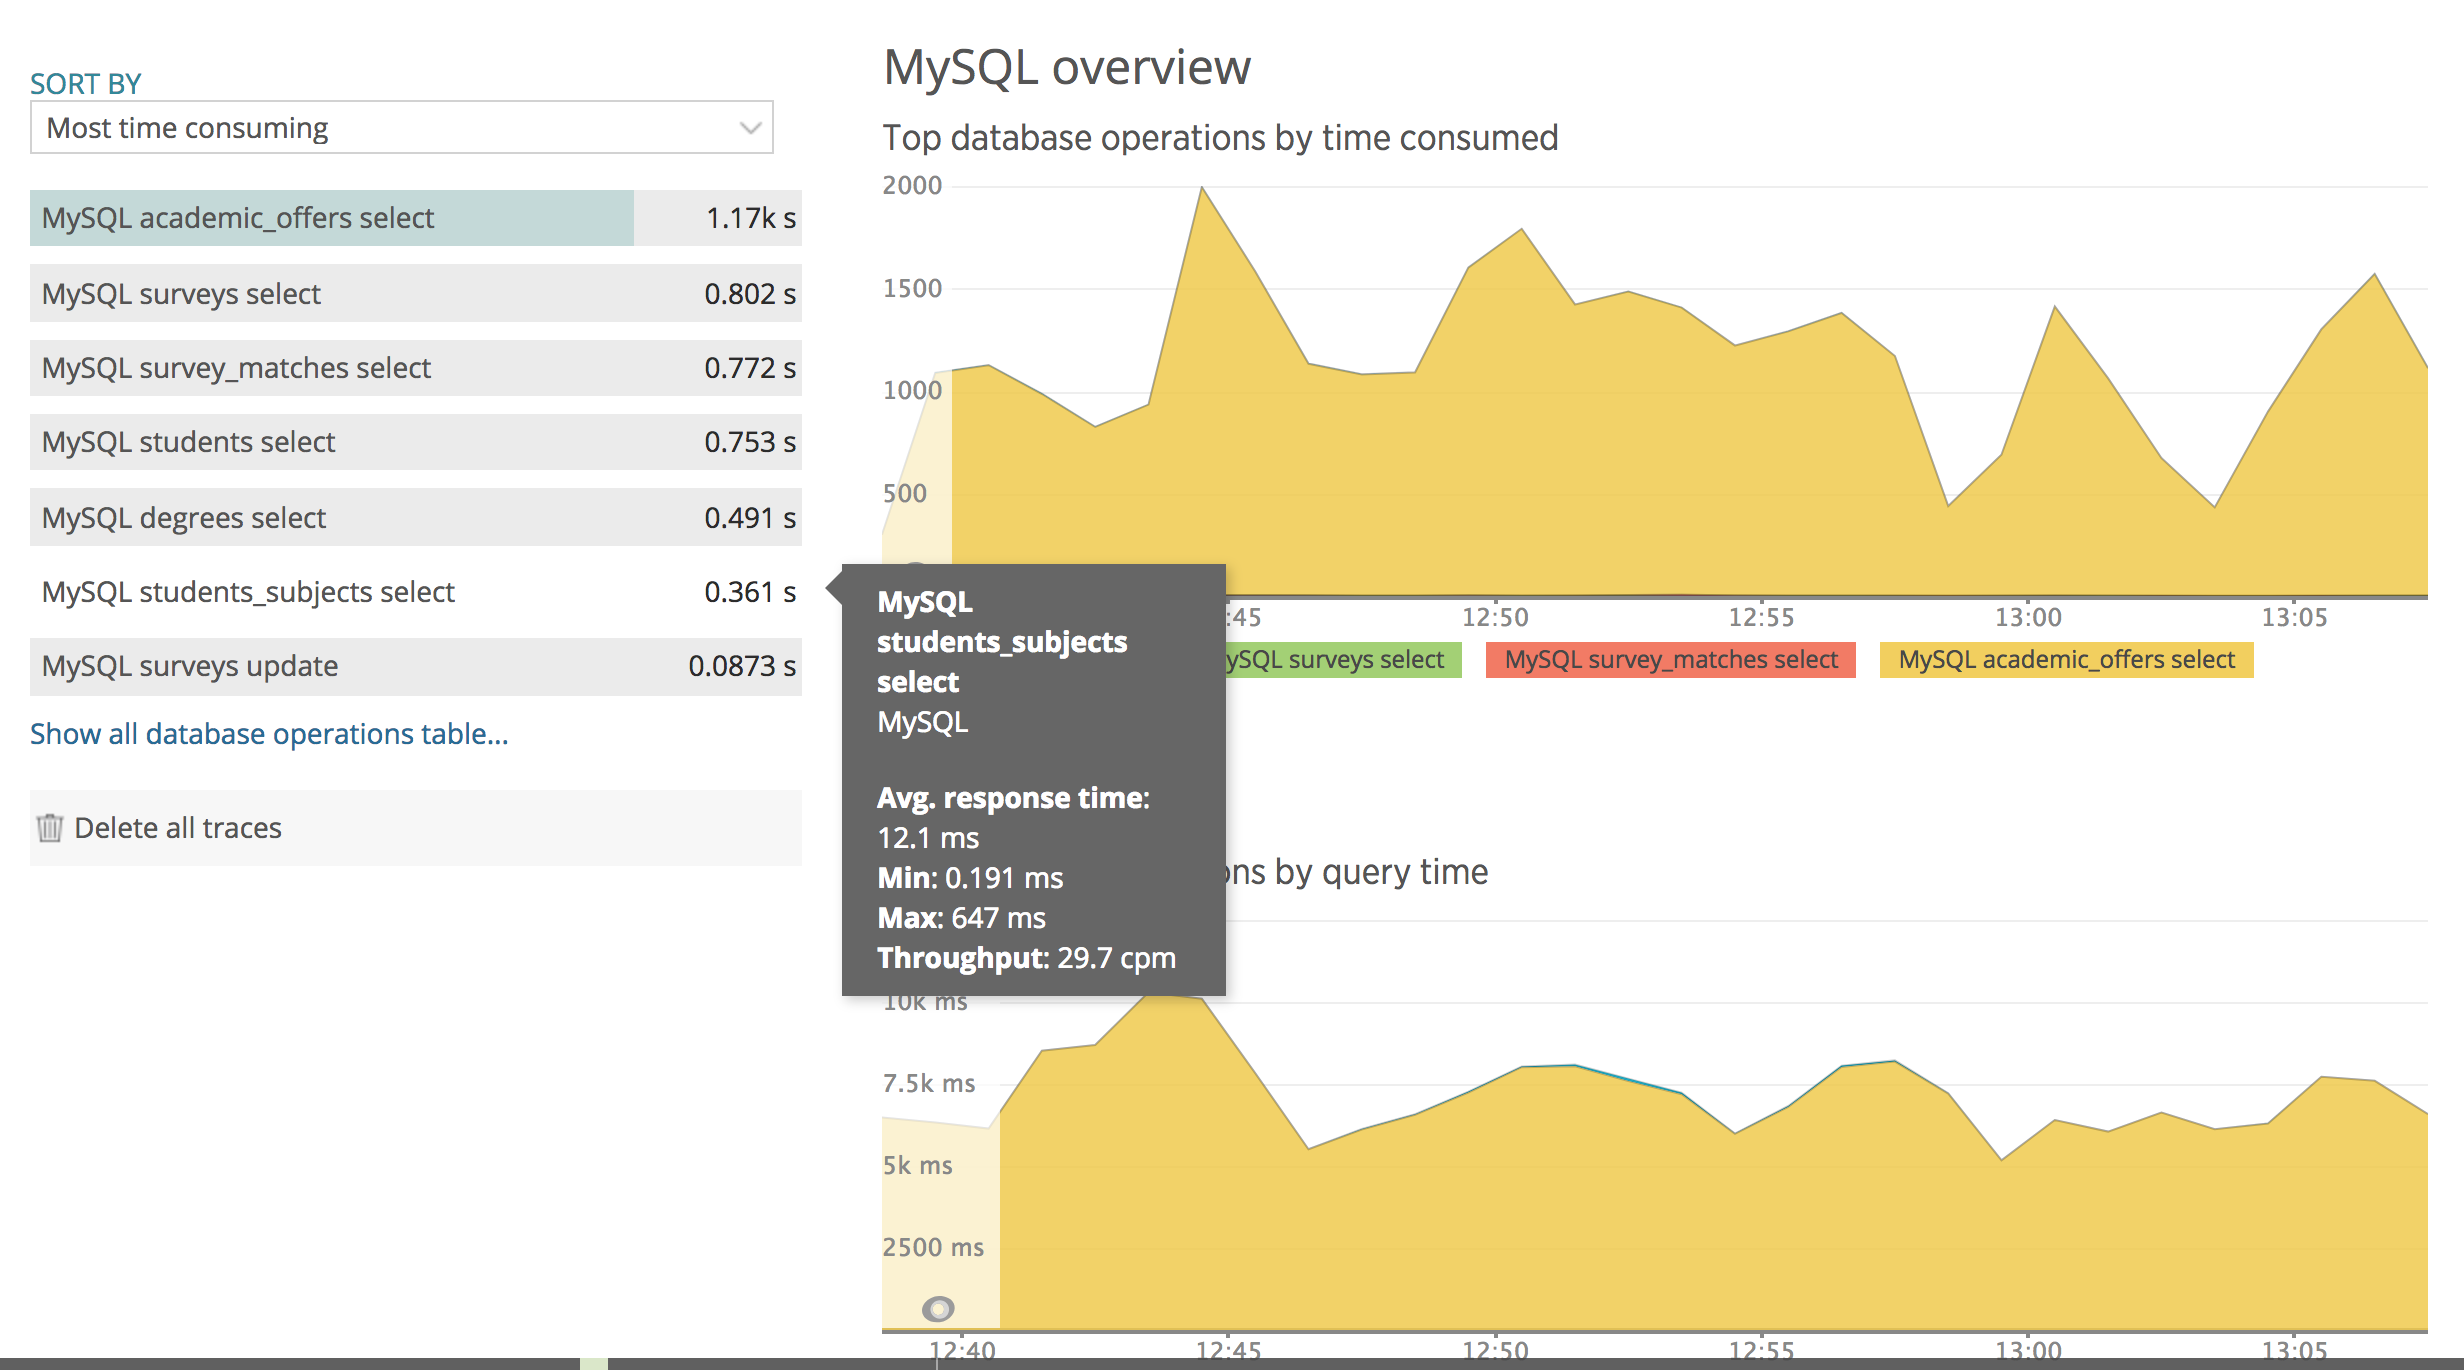 SORT BY
Most time consuming
MySQL academic_offers select 1.17k s
MySQL surveys select 0.802 s
MySQL survey_matches select 0.772 s
MySQL students select 0.753 s
MySQL degrees select 0.491 s
MySQL students_subjects select 0.361 s
MySQL surveys update 0.0873 s
Show all database operations table...
Delete all traces
MySQL overview
Top database operations by time consumed
2000
1500
1000
500
:45 12:50 12:55 13:00 13:05
ySQL surveys select MySQL survey_matches select MySQL academic_offers select
MySQL
students_subjects
select
MySQL
Avg. response time:
12.1 ms
Min: 0.191 ms
Max: 647 ms
Throughput: 29.7 cpm
ns by query time
10k ms
7.5k ms
5k ms
2500 ms
12:40 12:45 12:50 12:55 13:00 13:05